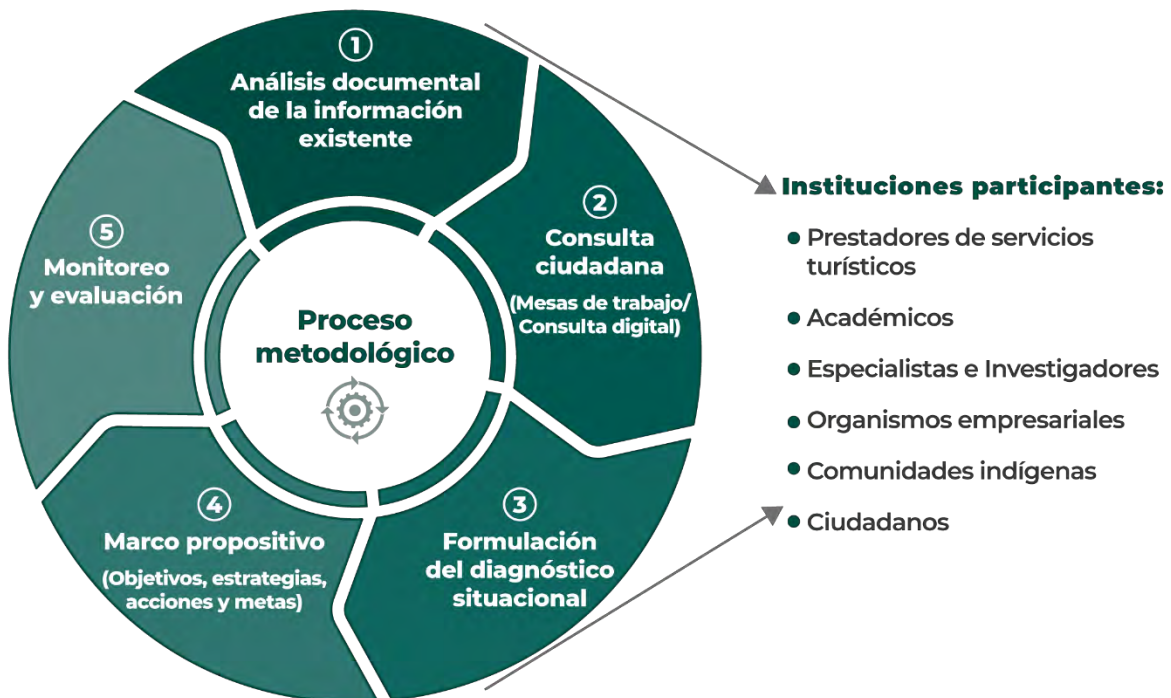 1
Análisis documental
de la información
existente
2
Consulta
ciudadana
(Mesas de trabajo/
Consulta digital)
3
Formulación
del diagnóstico
situacional
4
Marco propositivo
(Objetivos, estrategias,
acciones y metas)
5
Monitoreo
y evaluación
Proceso
metodológico
Instituciones participantes:
• Prestadores de servicios
turísticos
• Académicos
• Especialistas e Investigadores
• Organismos empresariales
• Comunidades indígenas
• Ciudadanos